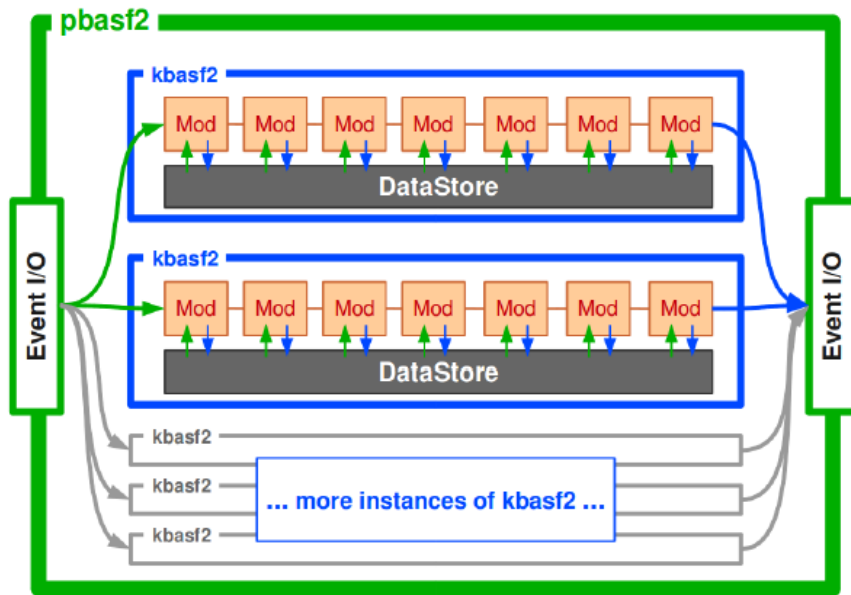 pbasf2
kbasf2
Mod Mod Mod Mod Mod Mod Mod
DataStore
Event I/O
Event I/O
kbasf2
Mod Mod Mod Mod Mod Mod Mod
DataStore
kbasf2
kbasf2
... more instances of kbasf2 ...
kbasf2